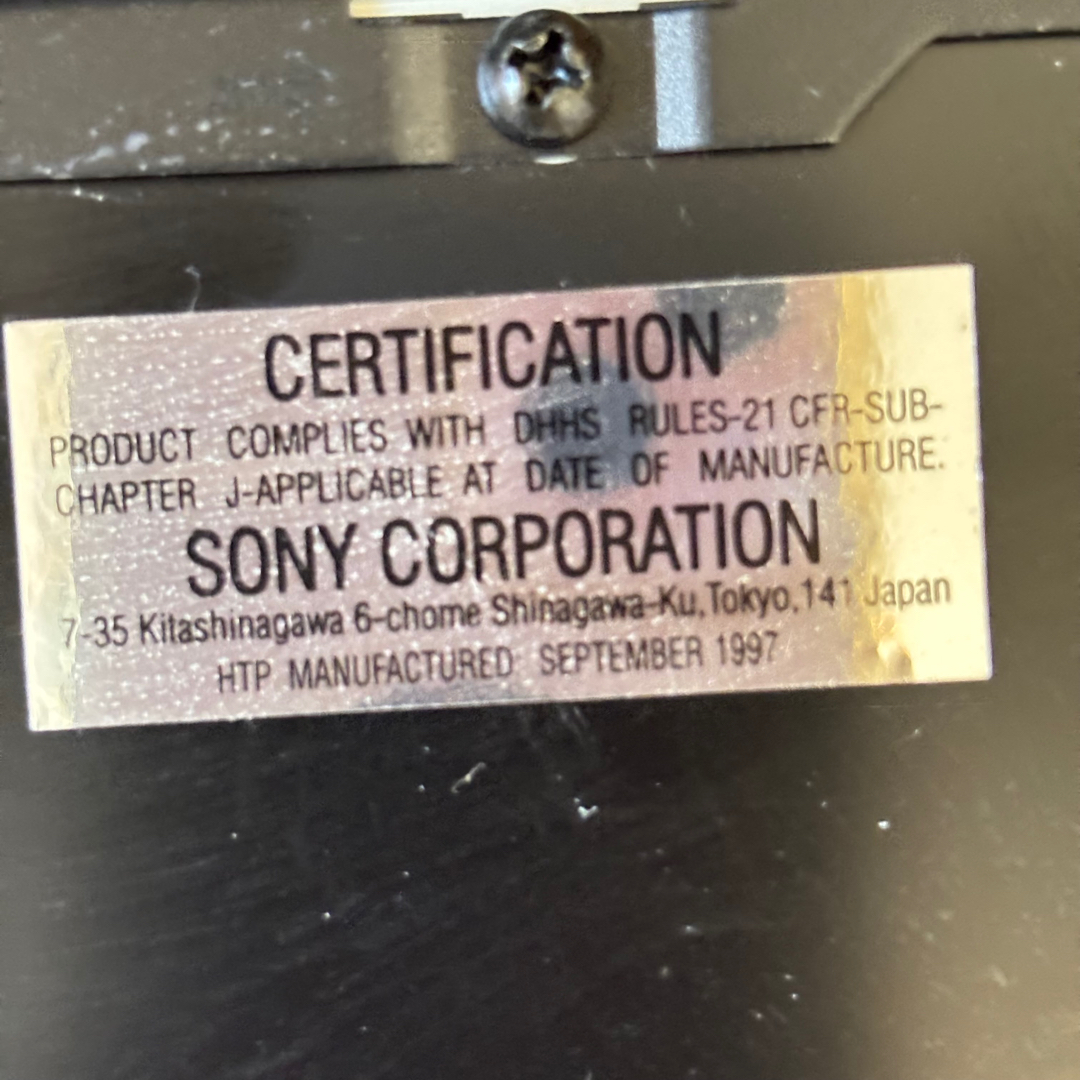 CERTIFICATION
PRODUCT COMPLIES WITH DHHS RULES-21 CFR-SUB-
CHAPTER J-APPLICABLE AT DATE OF MANUFACTURE.
SONY CORPORATION
7-35 Kitashinagawa 6-chome Shinagawa-Ku,Tokyo,141 Japan
HTP MANUFACTURED: SEPTEMBER 1997